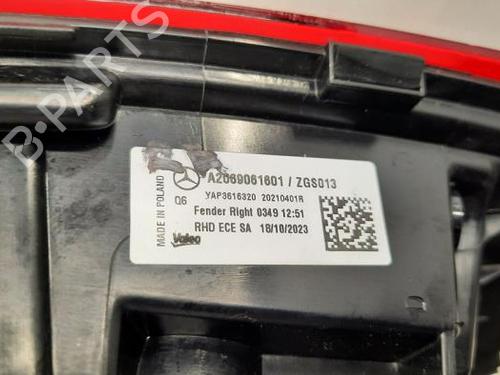 B-PARTS
MADE IN POLAND
A2069061601 / ZGS013
Q6
YAP3616320 20210401R
Fender Right 0349 12:51
RHD ECE SA 18/10/2023
Valeo